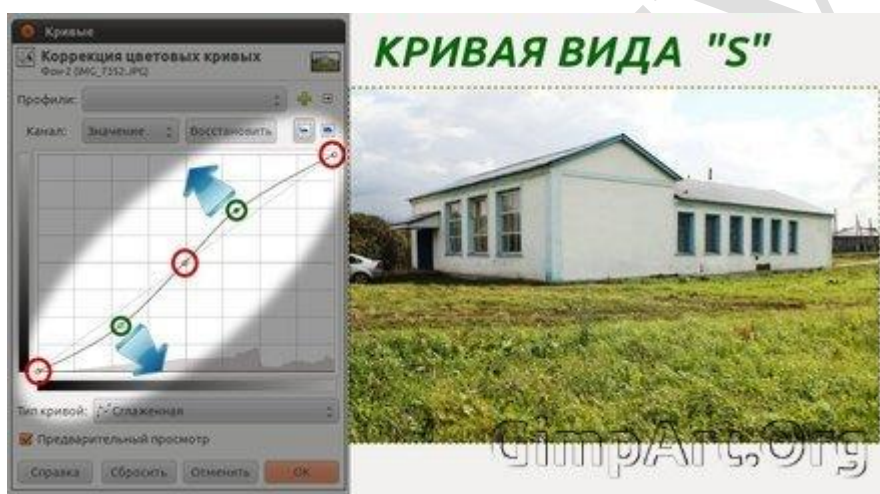 Кривые
Коррекция цветовых кривых
Фон-2 (IMG_7352.JPG)
Профили:
Канал: Значение Восстановить
Тип кривой: Сглаженная
Предварительный просмотр
Справка Сбросить Отменить ОК
КРИВАЯ ВИДА "S"
GimpArt.Org